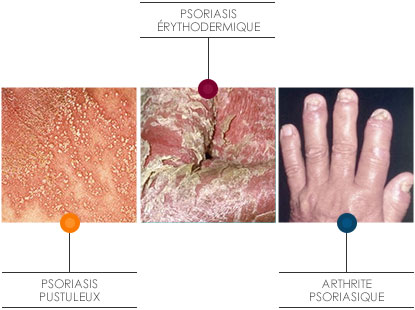 PSORIASIS
ÉRYTHODERMIQUE
PSORIASIS
PUSTULEUX
ARTHRITE
PSORIASIQUE